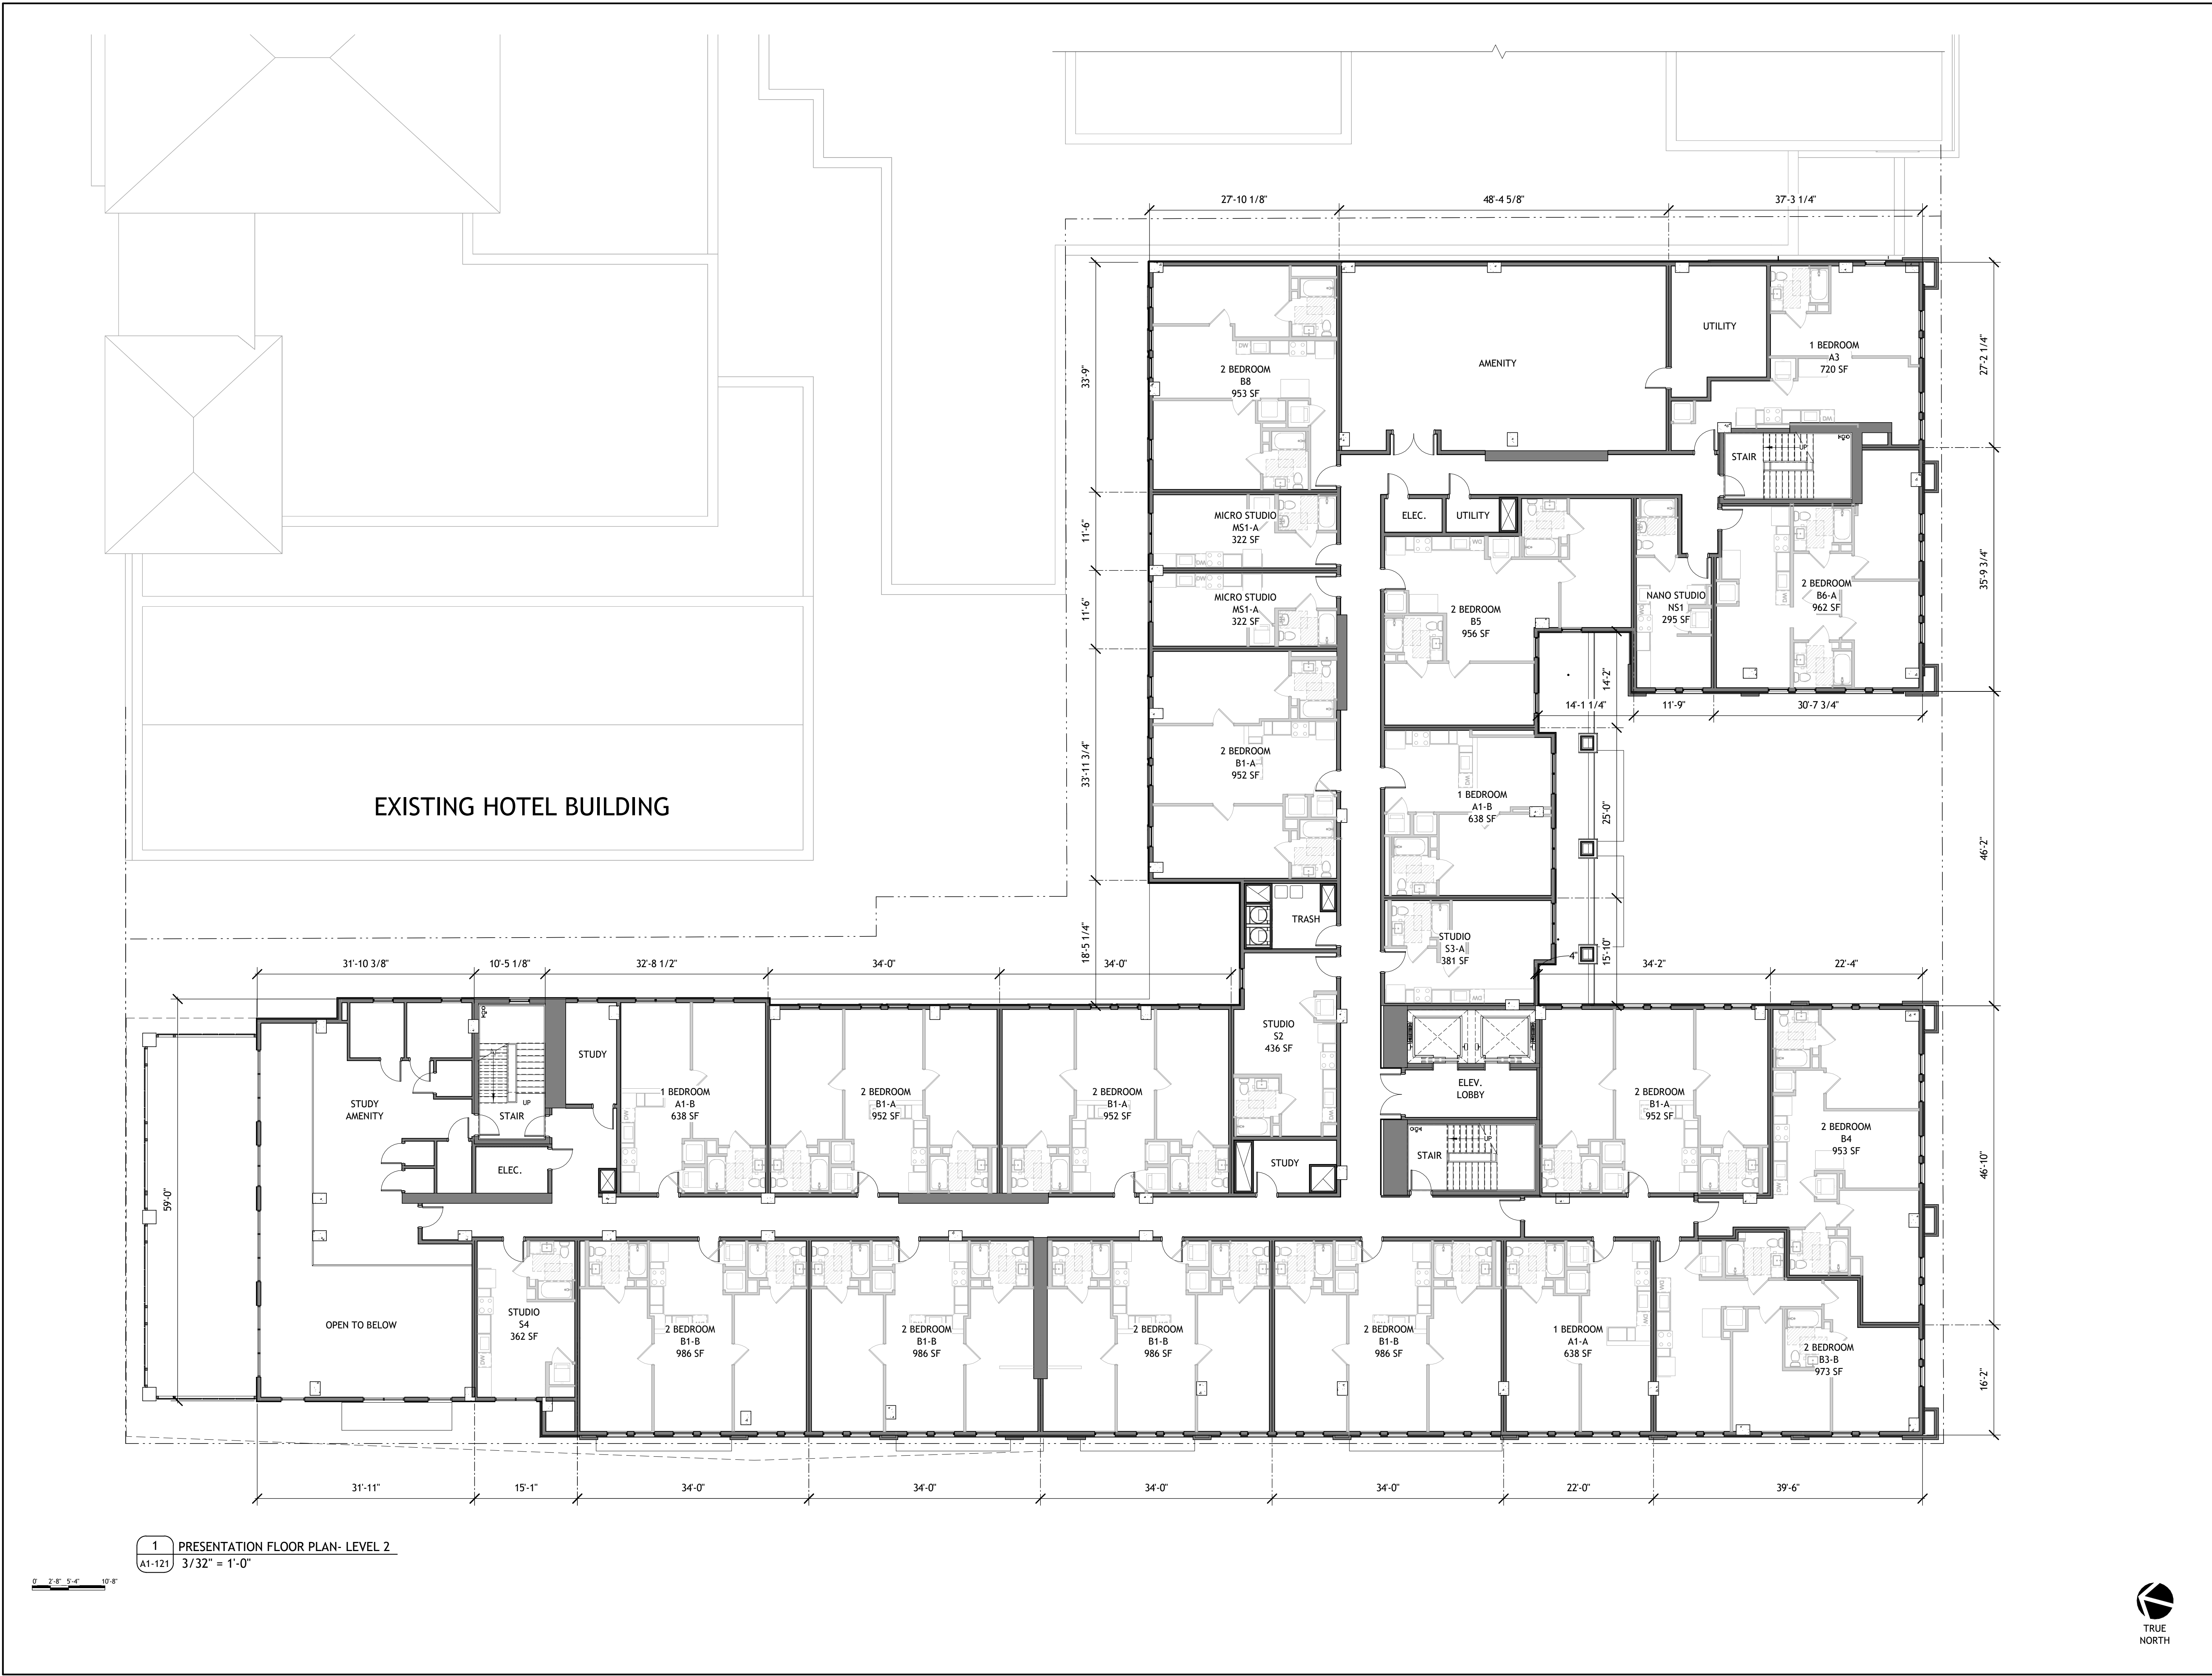 27'-10 1/8"
48'-4 5/8"
37'-3 1/4"
33'-9"
11'-6"
11'-6"
33'-11 3/4"
18'-5 1/4"
27'-2 1/4"
35'-9 3/4"
46'-2"
46'-10"
16'-2"
2 BEDROOM
B8
953 SF
AMENITY
UTILITY
1 BEDROOM
A3
720 SF
STAIR
UP
MICRO STUDIO
MS1-A
322 SF
MICRO STUDIO
MS1-A
322 SF
ELEC.
UTILITY
2 BEDROOM
B5
956 SF
NANO STUDIO
NS1
295 SF
2 BEDROOM
B6-A
962 SF
14'-2"
14'-1 1/4"
11'-9"
30'-7 3/4"
2 BEDROOM
B1-A
952 SF
1 BEDROOM
A1-B
638 SF
25'-0"
EXISTING HOTEL BUILDING
TRASH
STUDIO
S3-A
381 SF
15'-10"
4"
31'-10 3/8"
10'-5 1/8"
32'-8 1/2"
34'-0"
34'-0"
34'-2"
22'-4"
59'-0"
STUDY
AMENITY
UP
STAIR
ELEC.
STUDY
1 BEDROOM
A1-B
638 SF
2 BEDROOM
B1-A
952 SF
2 BEDROOM
B1-A
952 SF
STUDIO
S2
436 SF
STUDY
ELEV.
LOBBY
STAIR
UP
2 BEDROOM
B1-A
952 SF
2 BEDROOM
B4
953 SF
OPEN TO BELOW
STUDIO
S4
362 SF
2 BEDROOM
B1-B
986 SF
2 BEDROOM
B1-B
986 SF
2 BEDROOM
B1-B
986 SF
2 BEDROOM
B1-B
986 SF
1 BEDROOM
A1-A
638 SF
2 BEDROOM
B3-B
973 SF
31'-11"
15'-1"
34'-0"
34'-0"
34'-0"
34'-0"
22'-0"
39'-6"
1
A1-121
PRESENTATION FLOOR PLAN- LEVEL 2
3/32" = 1'-0"
0' 2'-8" 5'-4" 10'-8"
TRUE
NORTH